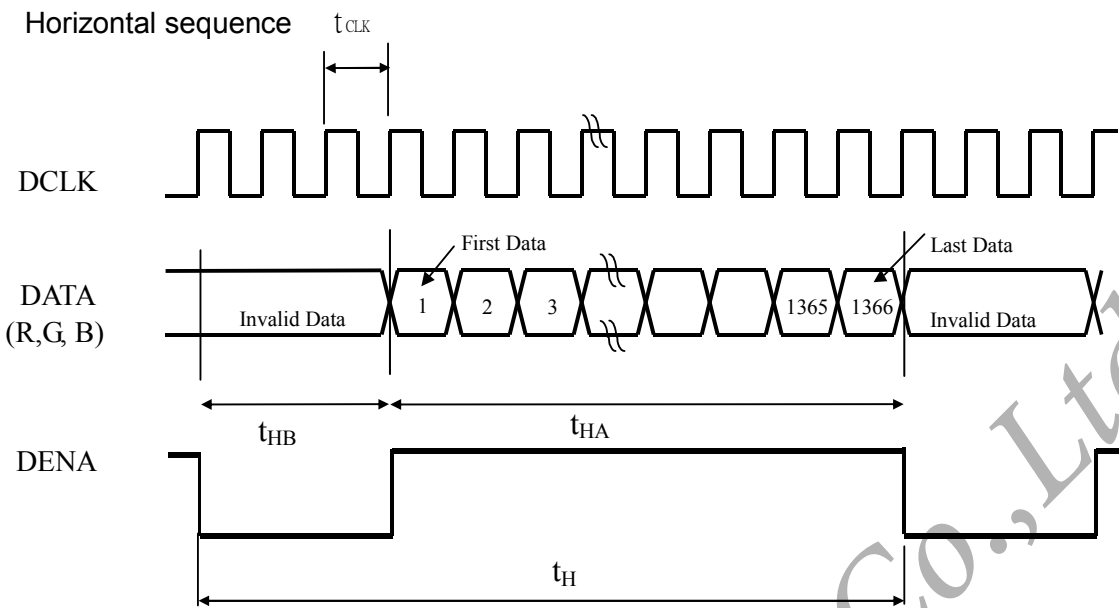 Horizontal sequence
tCLK
DCLK
First Data
Last Data
DATA
(R,G, B)
Invalid Data
1
2
3
1365
1366
Invalid Data
tHB
tHA
DENA
tH
Co.,Ltd